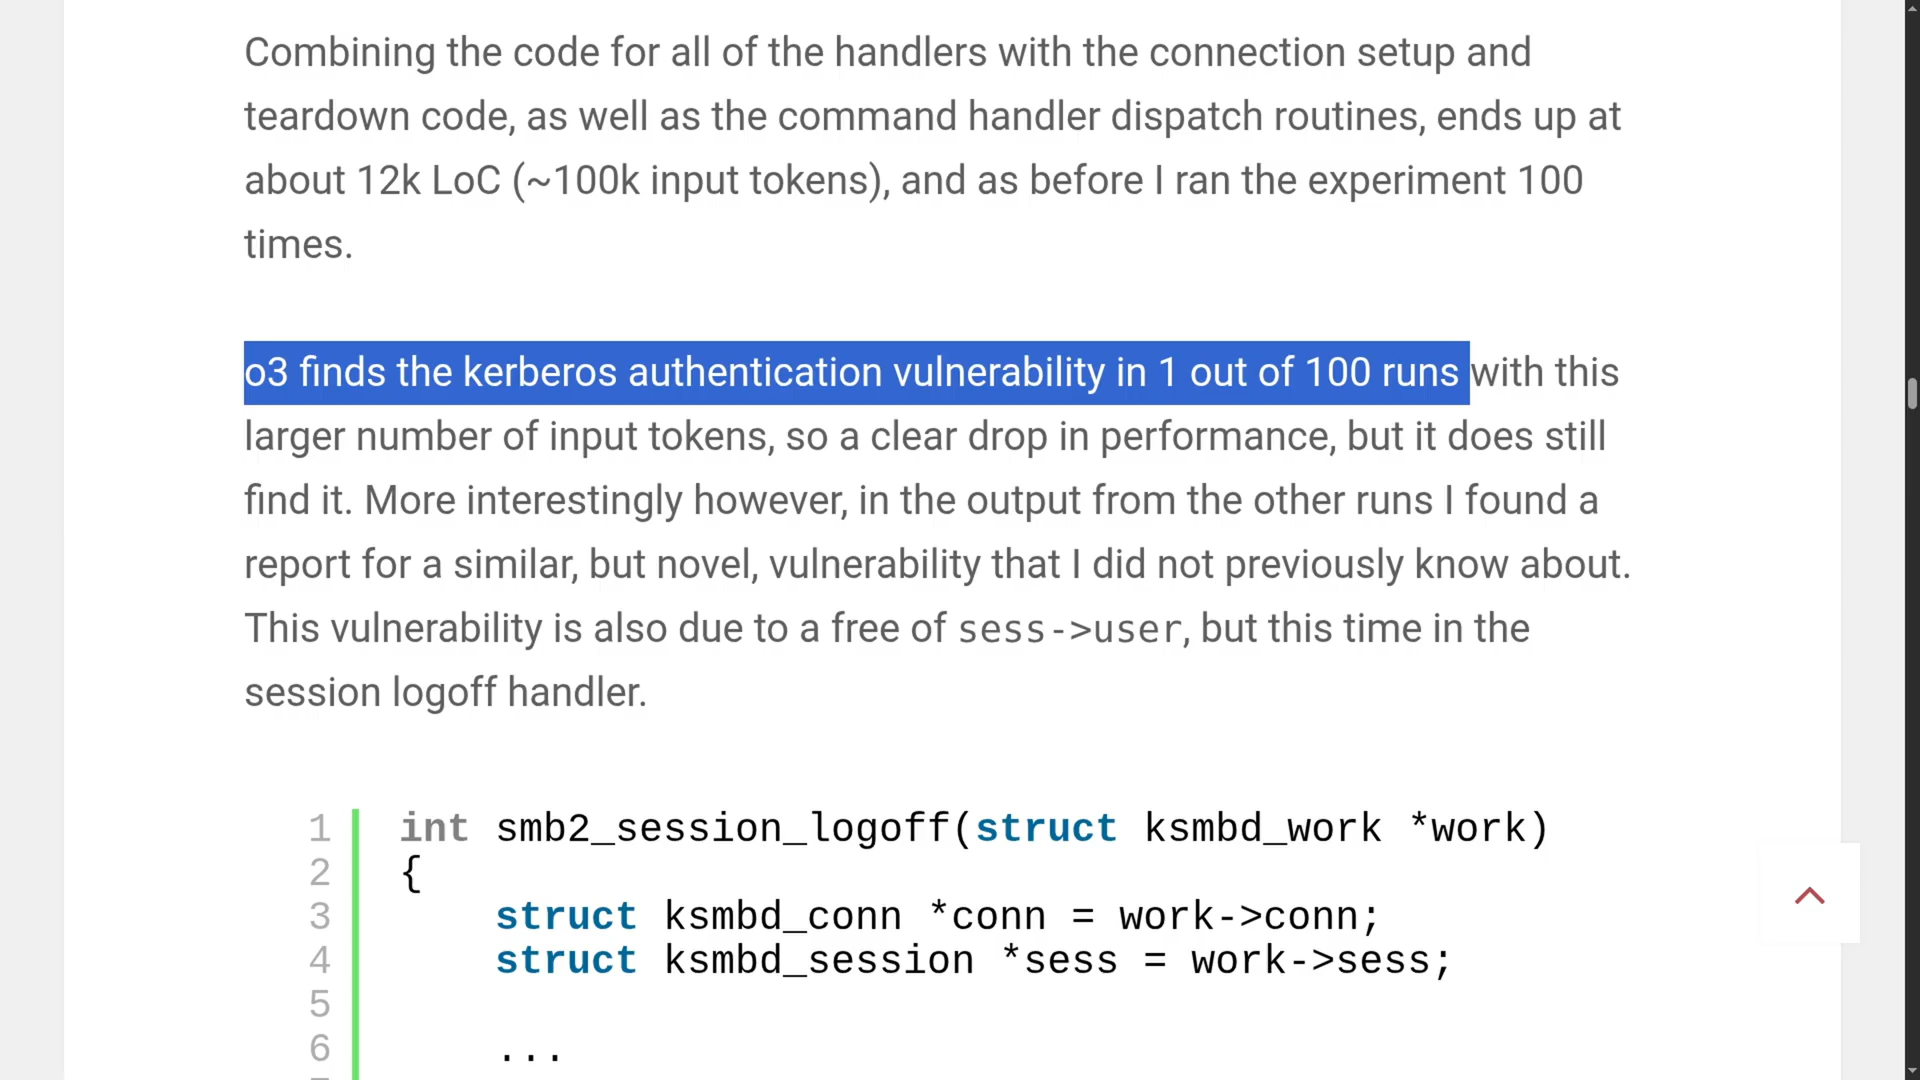 Combining the code for all of the handlers with the connection setup and
teardown code, as well as the command handler dispatch routines, ends up at
about 12k LoC (~100k input tokens), and as before I ran the experiment 100
times.
o3 finds the kerberos authentication vulnerability in 1 out of 100 runs with this
larger number of input tokens, so a clear drop in performance, but it does still
find it. More interestingly however, in the output from the other runs I found a
report for a similar, but novel, vulnerability that I did not previously know about.
This vulnerability is also due to a free of sess->user, but this time in the
session logoff handler.
1 int smb2_session_logoff(struct ksmbd_work *work)
2 {
3 struct ksmbd_conn *conn = work->conn;
4 struct ksmbd_session *sess = work->sess;
5
6 ...